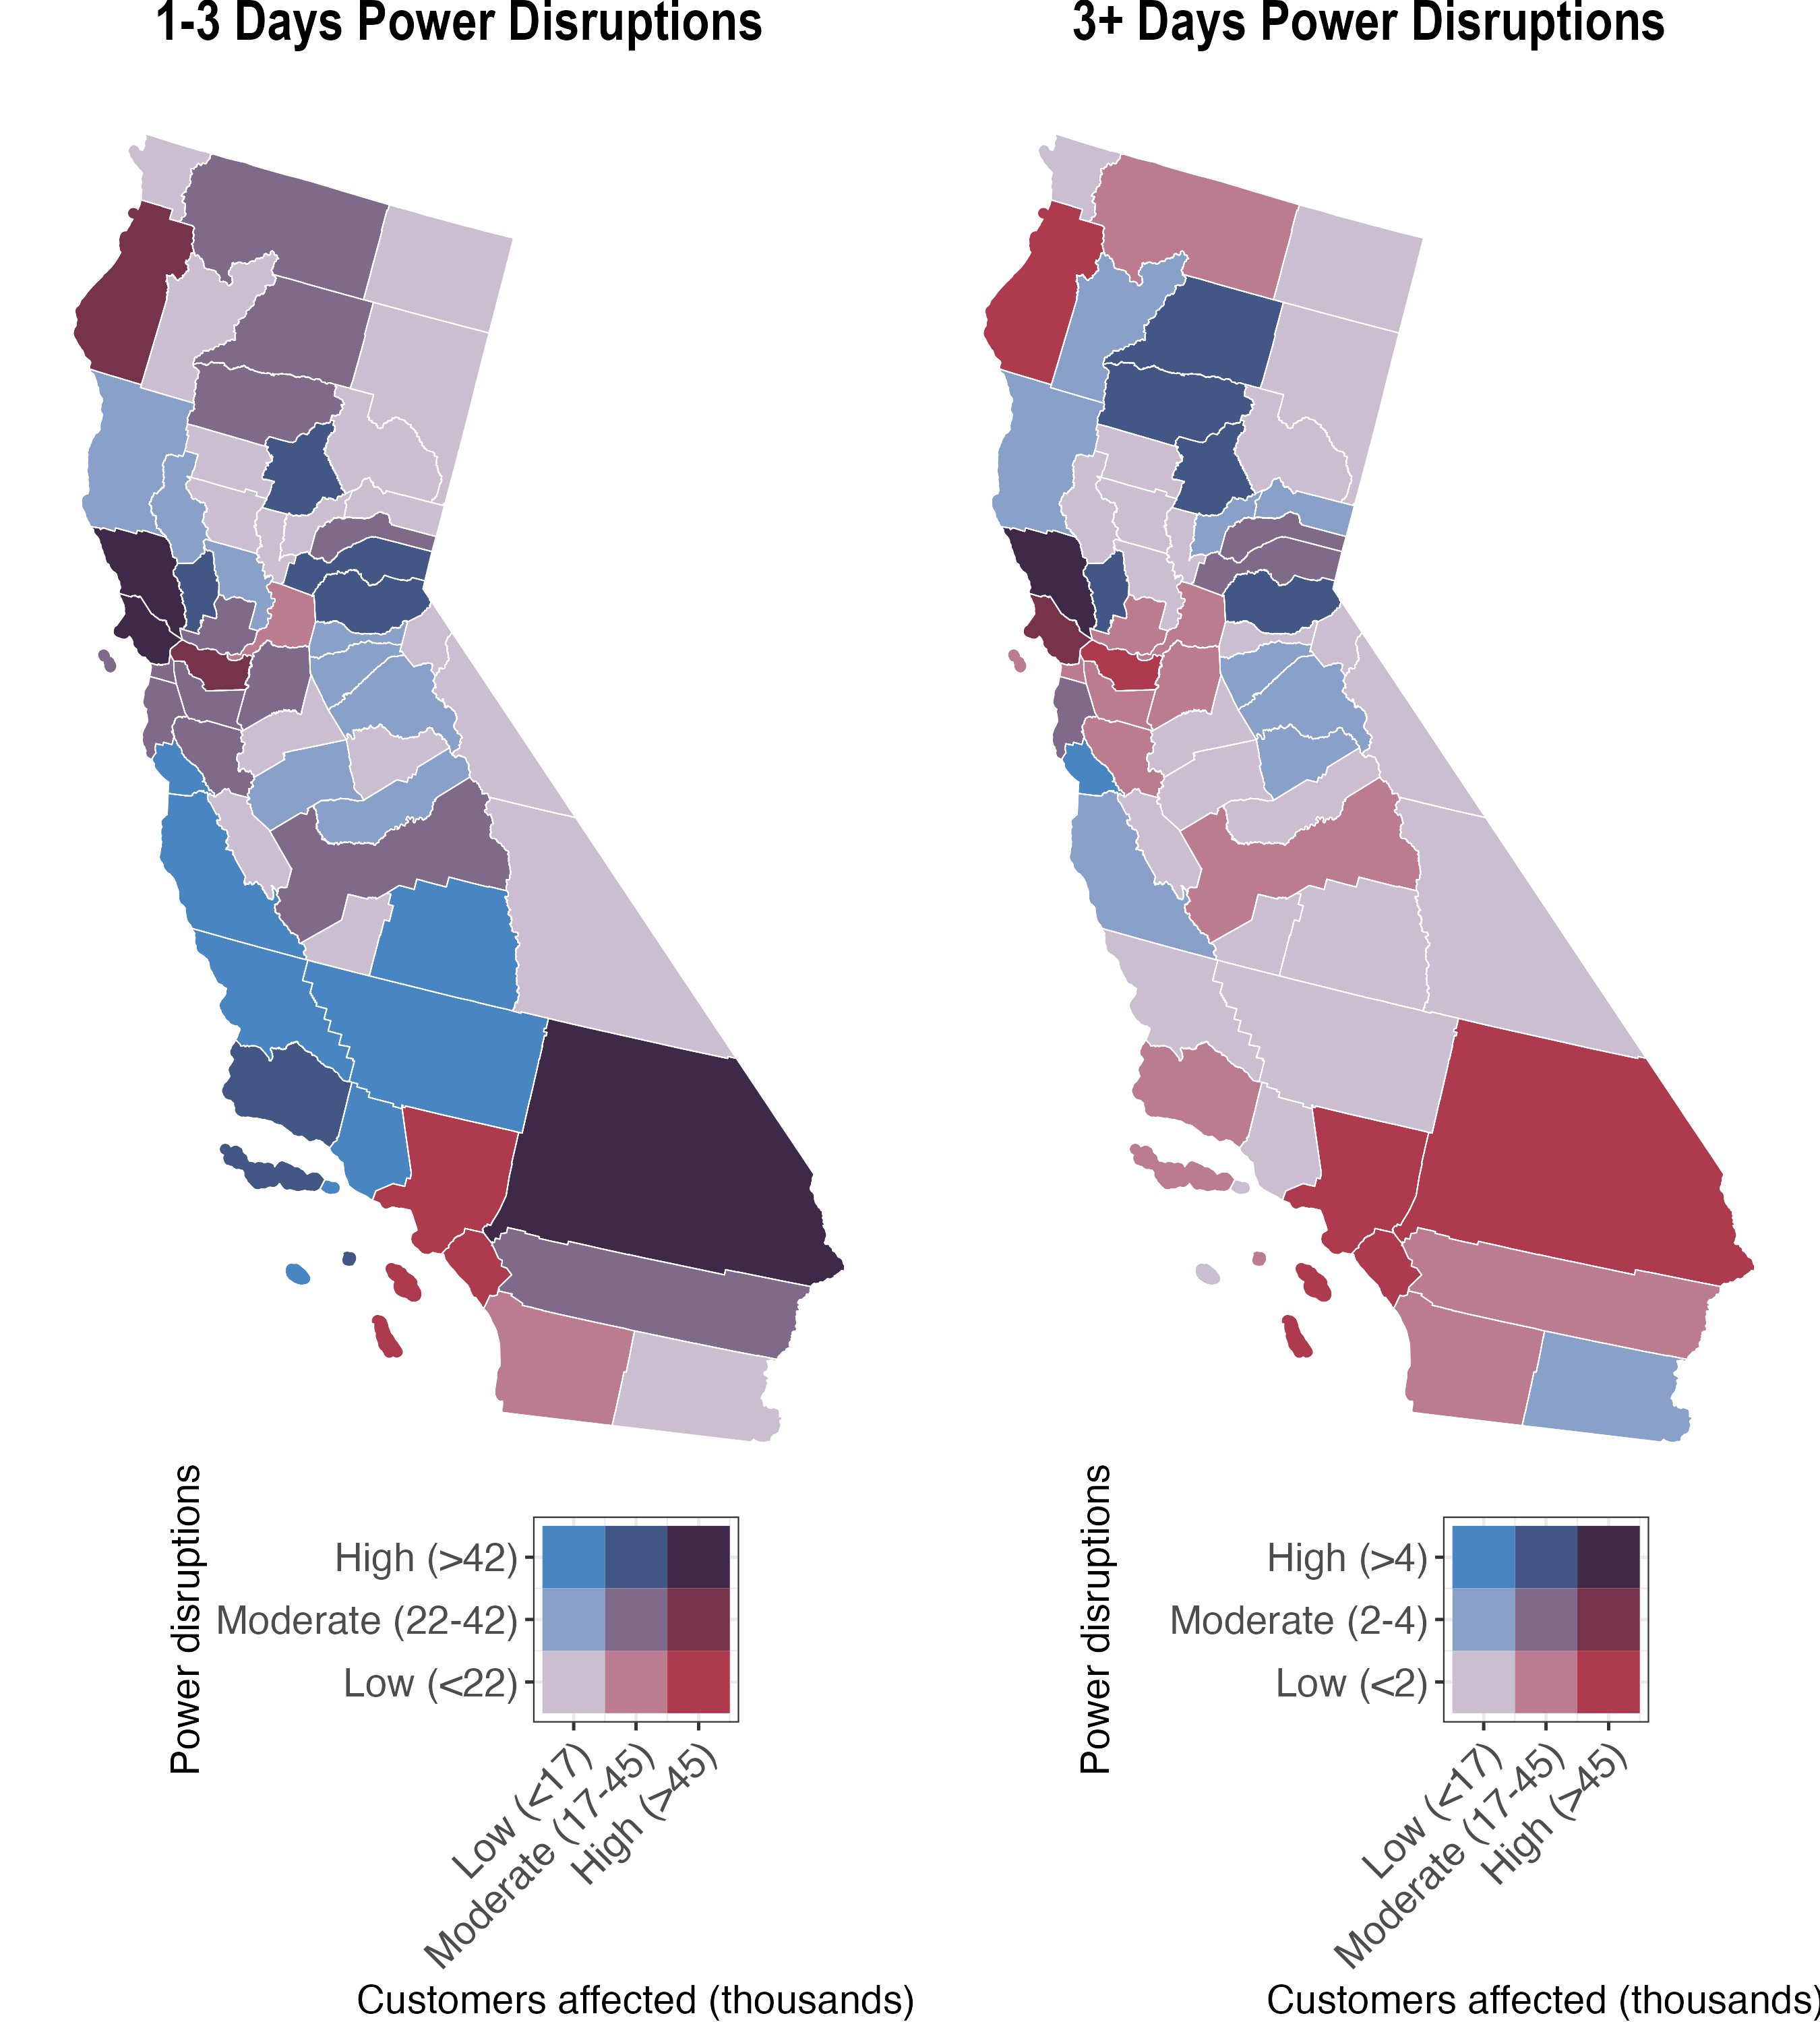 1-3 Days Power Disruptions
3+ Days Power Disruptions
Power disruptions
High (>42)
Moderate (22-42)
Low (<22)
Low (<17)
Moderate (17-45)
High (>45)
Customers affected (thousands)
Power disruptions
High (>4)
Moderate (2-4)
Low (<2)
Low (<17)
Moderate (17-45)
High (>45)
Customers affected (thousands)